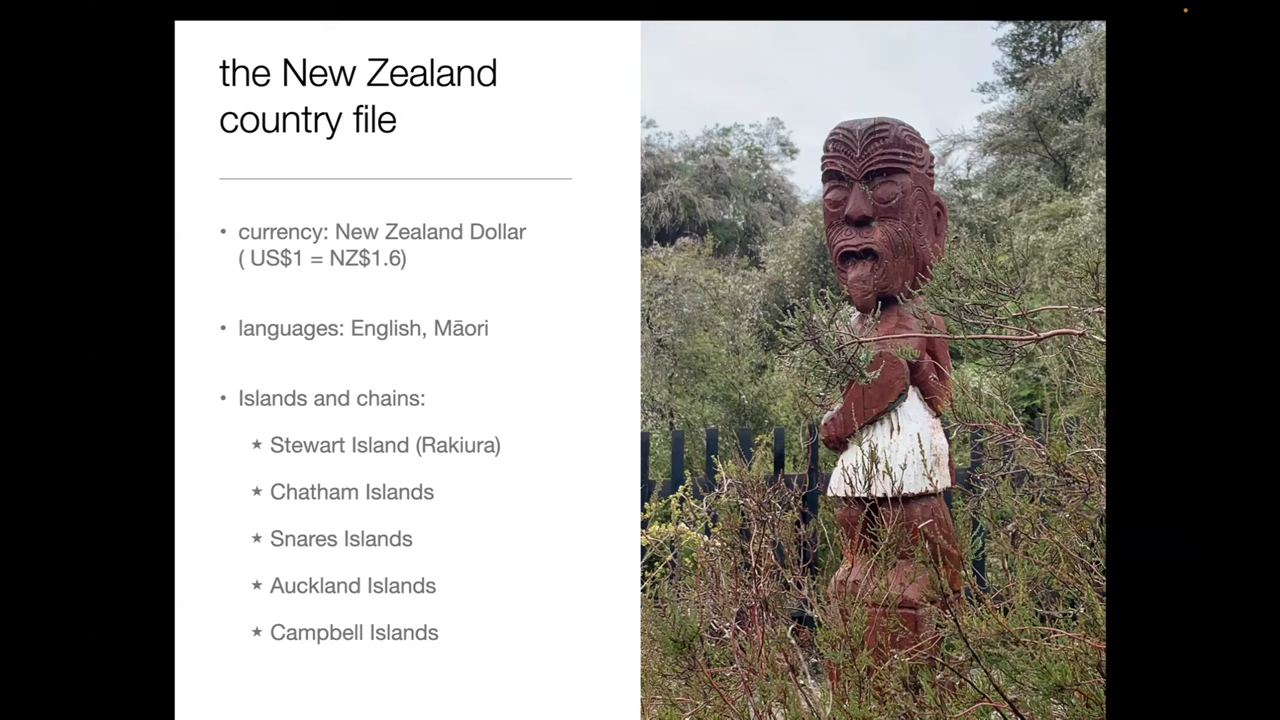 the New Zealand
country file
• currency: New Zealand Dollar
( US$1 = NZ$1.6)
• languages: English, Māori
• Islands and chains:
★ Stewart Island (Rakiura)
★ Chatham Islands
★ Snares Islands
★ Auckland Islands
★ Campbell Islands